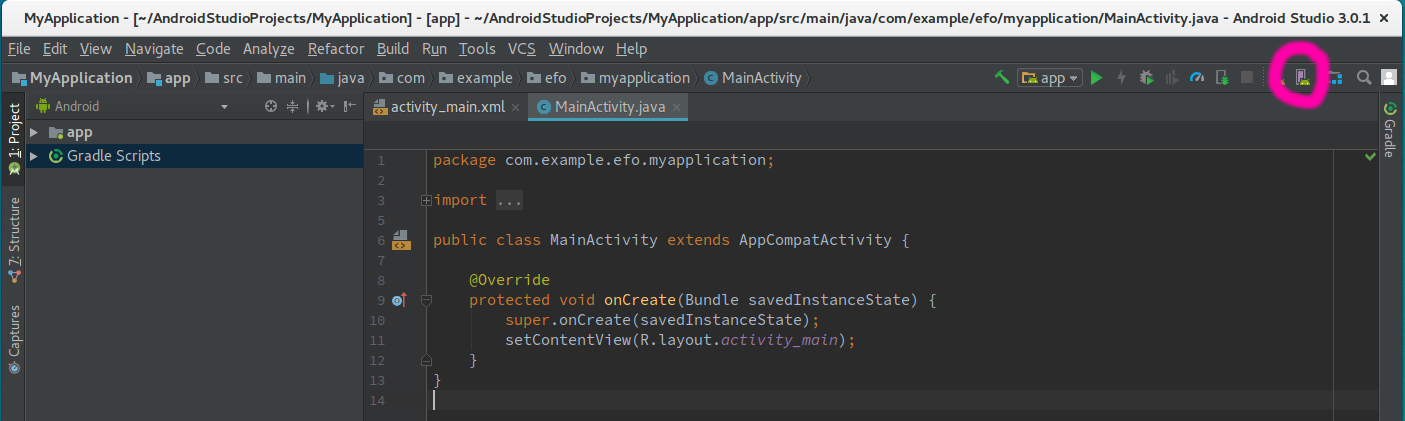 MyApplication - [~/AndroidStudioProjects/MyApplication] - [app] - ~/AndroidStudioProjects/MyApplication/app/src/main/java/com/example/efo/myapplication/MainActivity.java - Android Studio 3.0.1
File Edit View Navigate Code Analyze Refactor Build Run Tools VCS Window Help
MyApplication app src main java com example efo myapplication MainActivity app
1: Project
Android
app
Gradle Scripts
7: Structure
Captures
activity_main.xml MainActivity.java
Gradle
1 package com.example.efo.myapplication;
2
3 import ...
5
6 public class MainActivity extends AppCompatActivity {
7
8 @Override
9 protected void onCreate(Bundle savedInstanceState) {
10 super.onCreate(savedInstanceState);
11 setContentView(R.layout.activity_main);
12 }
13 }
14